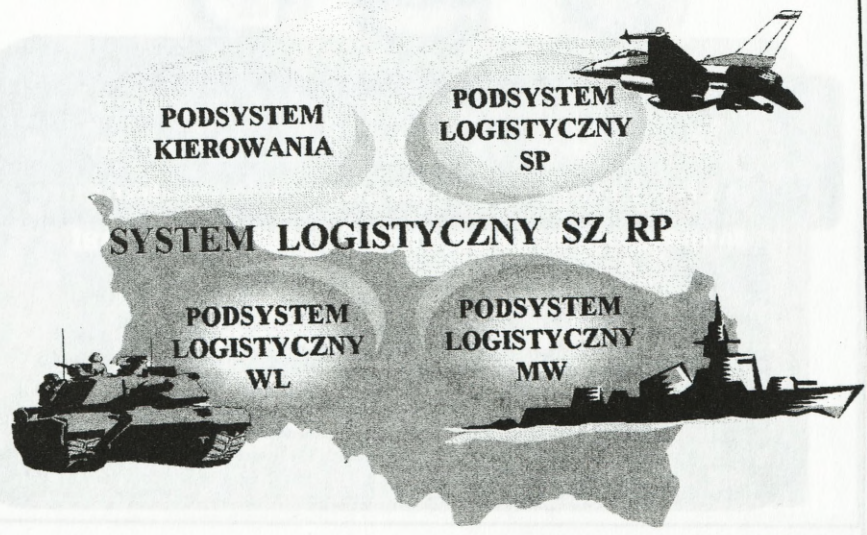 PODSYSTEM
KIEROWANIA
PODSYSTEM
LOGISTYCZNY
SP
SYSTEM LOGISTYCZNY SZ RP
PODSYSTEM
LOGISTYCZNY
WL
PODSYSTEM
LOGISTYCZNY
MW